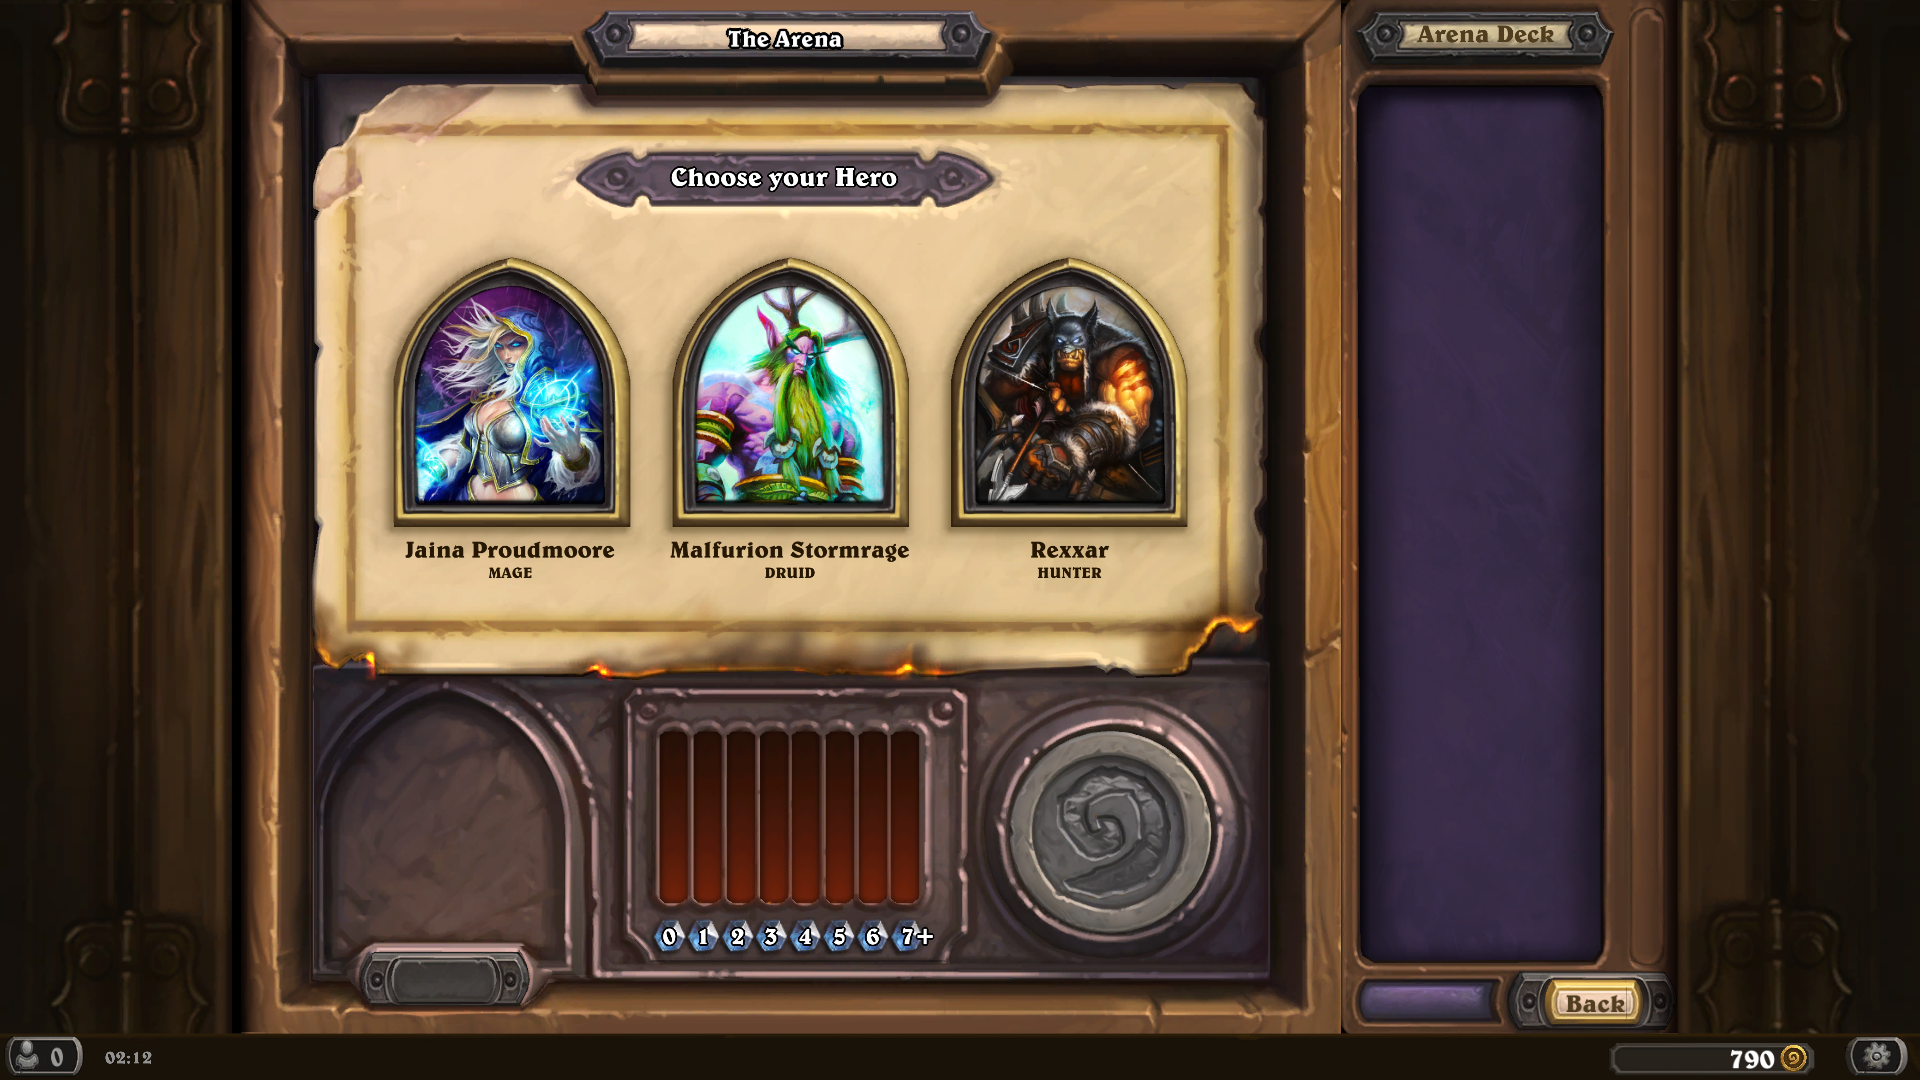 The Arena
Arena Deck
Choose your Hero
Jaina Proudmoore
MAGE
Malfurion Stormrage
DRUID
Rexxar
HUNTER
0 1 2 3 4 5 6 7+
Back
0
02:12
790